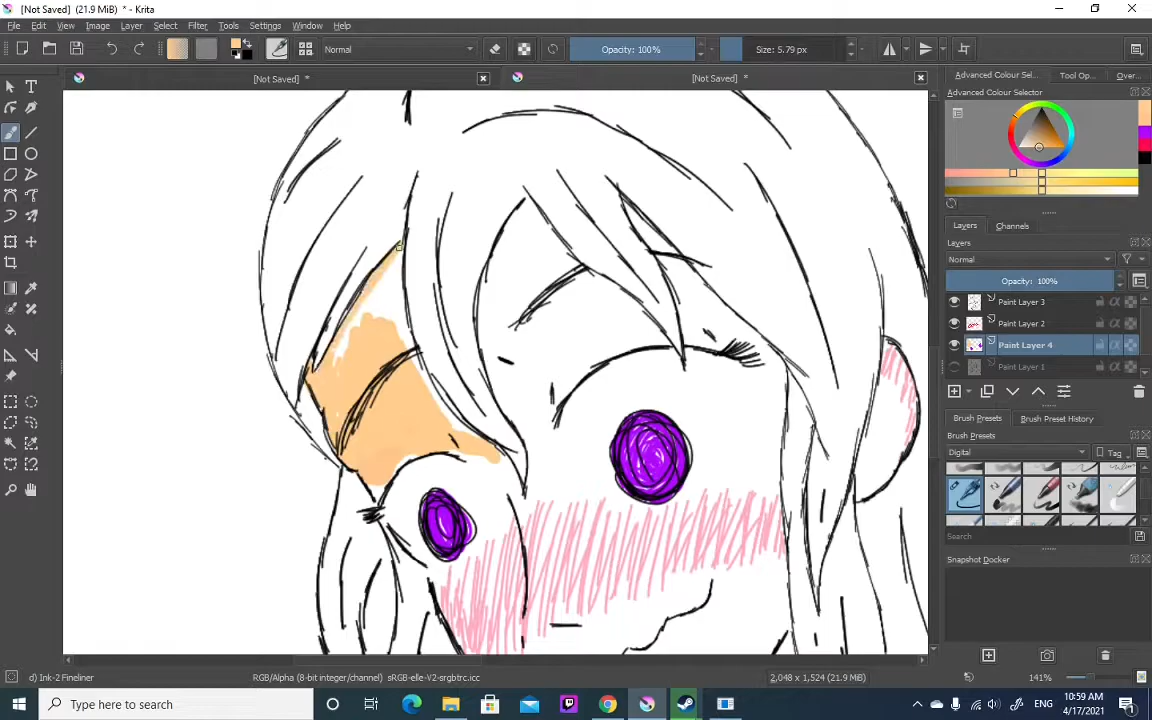 [Not Saved] (21.9 MiB) * - Krita
File Edit View Image Layer Select Filter Tools Settings Window Help
Normal Opacity: 100% Size: 5.79 px
[Not Saved] * [Not Saved] *
Advanced Colour Sel... Tool Op... Over...
Advanced Colour Selector
Layers Channels
Layers
Normal
Opacity: 100%
Paint Layer 3
Paint Layer 2
Paint Layer 4
Paint Layer 1
Brush Presets Brush Preset History
Brush Presets
Digital Tag
Search
Snapshot Docker
d) Ink-2 Fineliner RGB/Alpha (8-bit integer/channel) sRGB-elle-V2-srgbtrc.icc 2,048 x 1,524 (21.9 MiB) 141%
Type here to search ENG 10:59 AM
4/17/2021